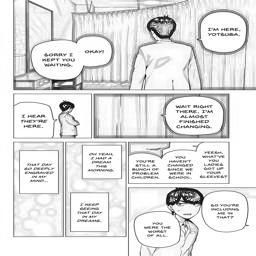 I'M HERE,
YOTSUBA.
OKAY!
SORRY I
KEPT YOU
WAITING.
WAIT RIGHT
THERE, I'M
ALMOST
FINISHED
CHANGING.
I HEAR
THEY'RE
HERE.
YEESH,
WHAT'VE
YOU LADIES
GOT UP
YOUR
SLEEVES?
YOU
HAVEN'T
CHANGED
SINCE WE
WERE IN
SCHOOL.
YOU'RE
STILL A
BUNCH OF
PROBLEM
CHILDREN.
OH YEAH,
I HAD A
DREAM
THIS
MORNING.
THAT DAY
SO DEEPLY
ENGRAVED
IN MY
MIND...
I KEEP
SEEING
THAT DAY
IN MY
DREAMS.
SO YOU'RE
INCLUDING
ME IN
THAT?
YOU
WERE THE
WORST
OF ALL.